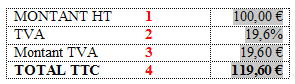 MONTANT HT 1 100,00 €
TVA 2 19,6%
Montant TVA 3 19,60 €
TOTAL TTC 4 119,60 €